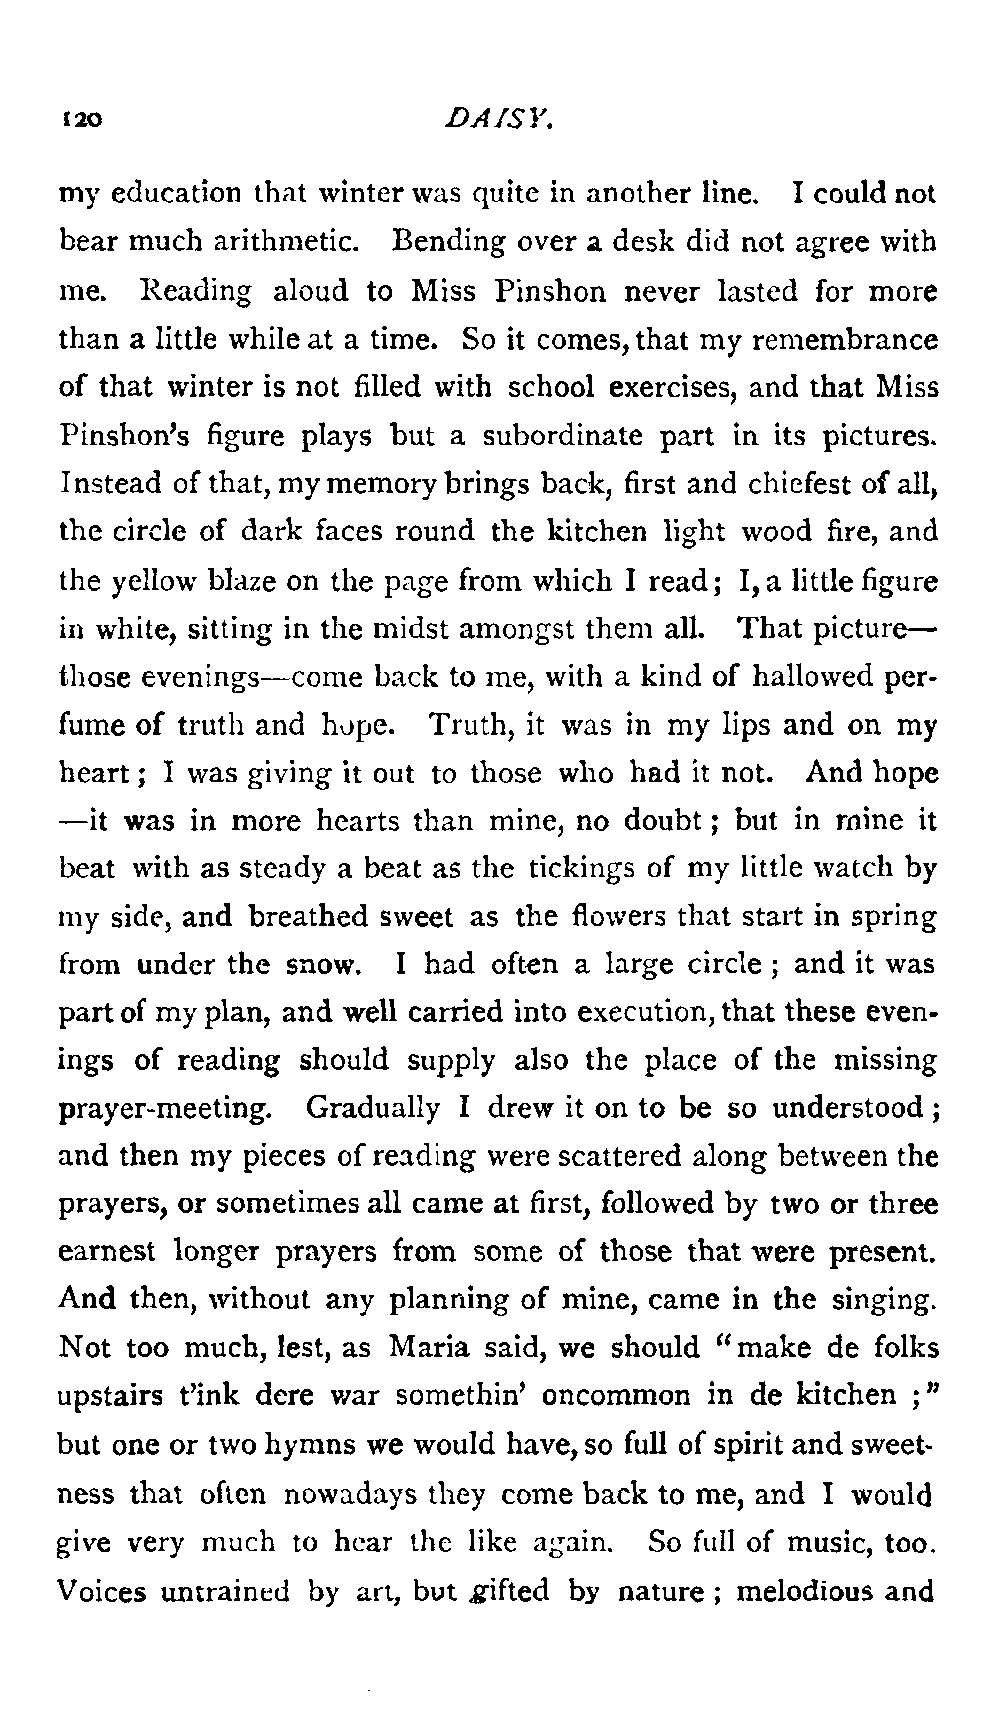 120 DAISY.
my education that winter was quite in another line. I could not
bear much arithmetic. Bending over a desk did not agree with
me. Reading aloud to Miss Pinshon never lasted for more
than a little while at a time. So it comes, that my remembrance
of that winter is not filled with school exercises, and that Miss
Pinshon's figure plays but a subordinate part in its pictures.
Instead of that, my memory brings back, first and chiefest of all,
the circle of dark faces round the kitchen light wood fire, and
the yellow blaze on the page from which I read; I, a little figure
in white, sitting in the midst amongst them all. That picture—
those evenings—come back to me, with a kind of hallowed per-
fume of truth and hope. Truth, it was in my lips and on my
heart; I was giving it out to those who had it not. And hope
—it was in more hearts than mine, no doubt; but in mine it
beat with as steady a beat as the tickings of my little watch by
my side, and breathed sweet as the flowers that start in spring
from under the snow. I had often a large circle; and it was
part of my plan, and well carried into execution, that these even-
ings of reading should supply also the place of the missing
prayer-meeting. Gradually I drew it on to be so understood;
and then my pieces of reading were scattered along between the
prayers, or sometimes all came at first, followed by two or three
earnest longer prayers from some of those that were present.
And then, without any planning of mine, came in the singing.
Not too much, lest, as Maria said, we should "make de folks
upstairs t'ink dere war somethin' oncommon in de kitchen ;"
but one or two hymns we would have, so full of spirit and sweet-
ness that often nowadays they come back to me, and I would
give very much to hear the like again. So full of music, too.
Voices untrained by art, but gifted by nature; melodious and